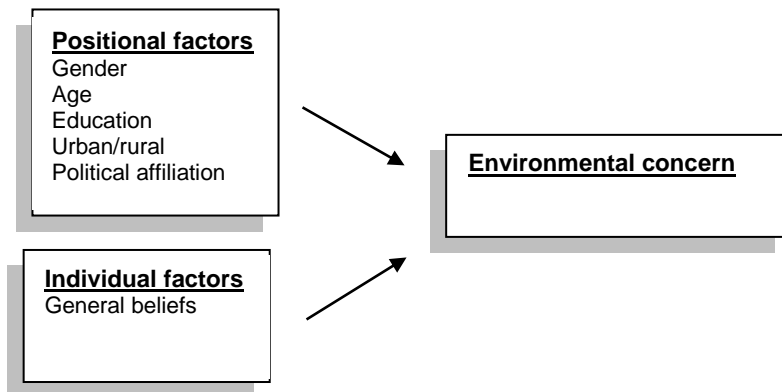 Positional factors
Gender
Age
Education
Urban/rural
Political affiliation
Environmental concern
Individual factors
General beliefs